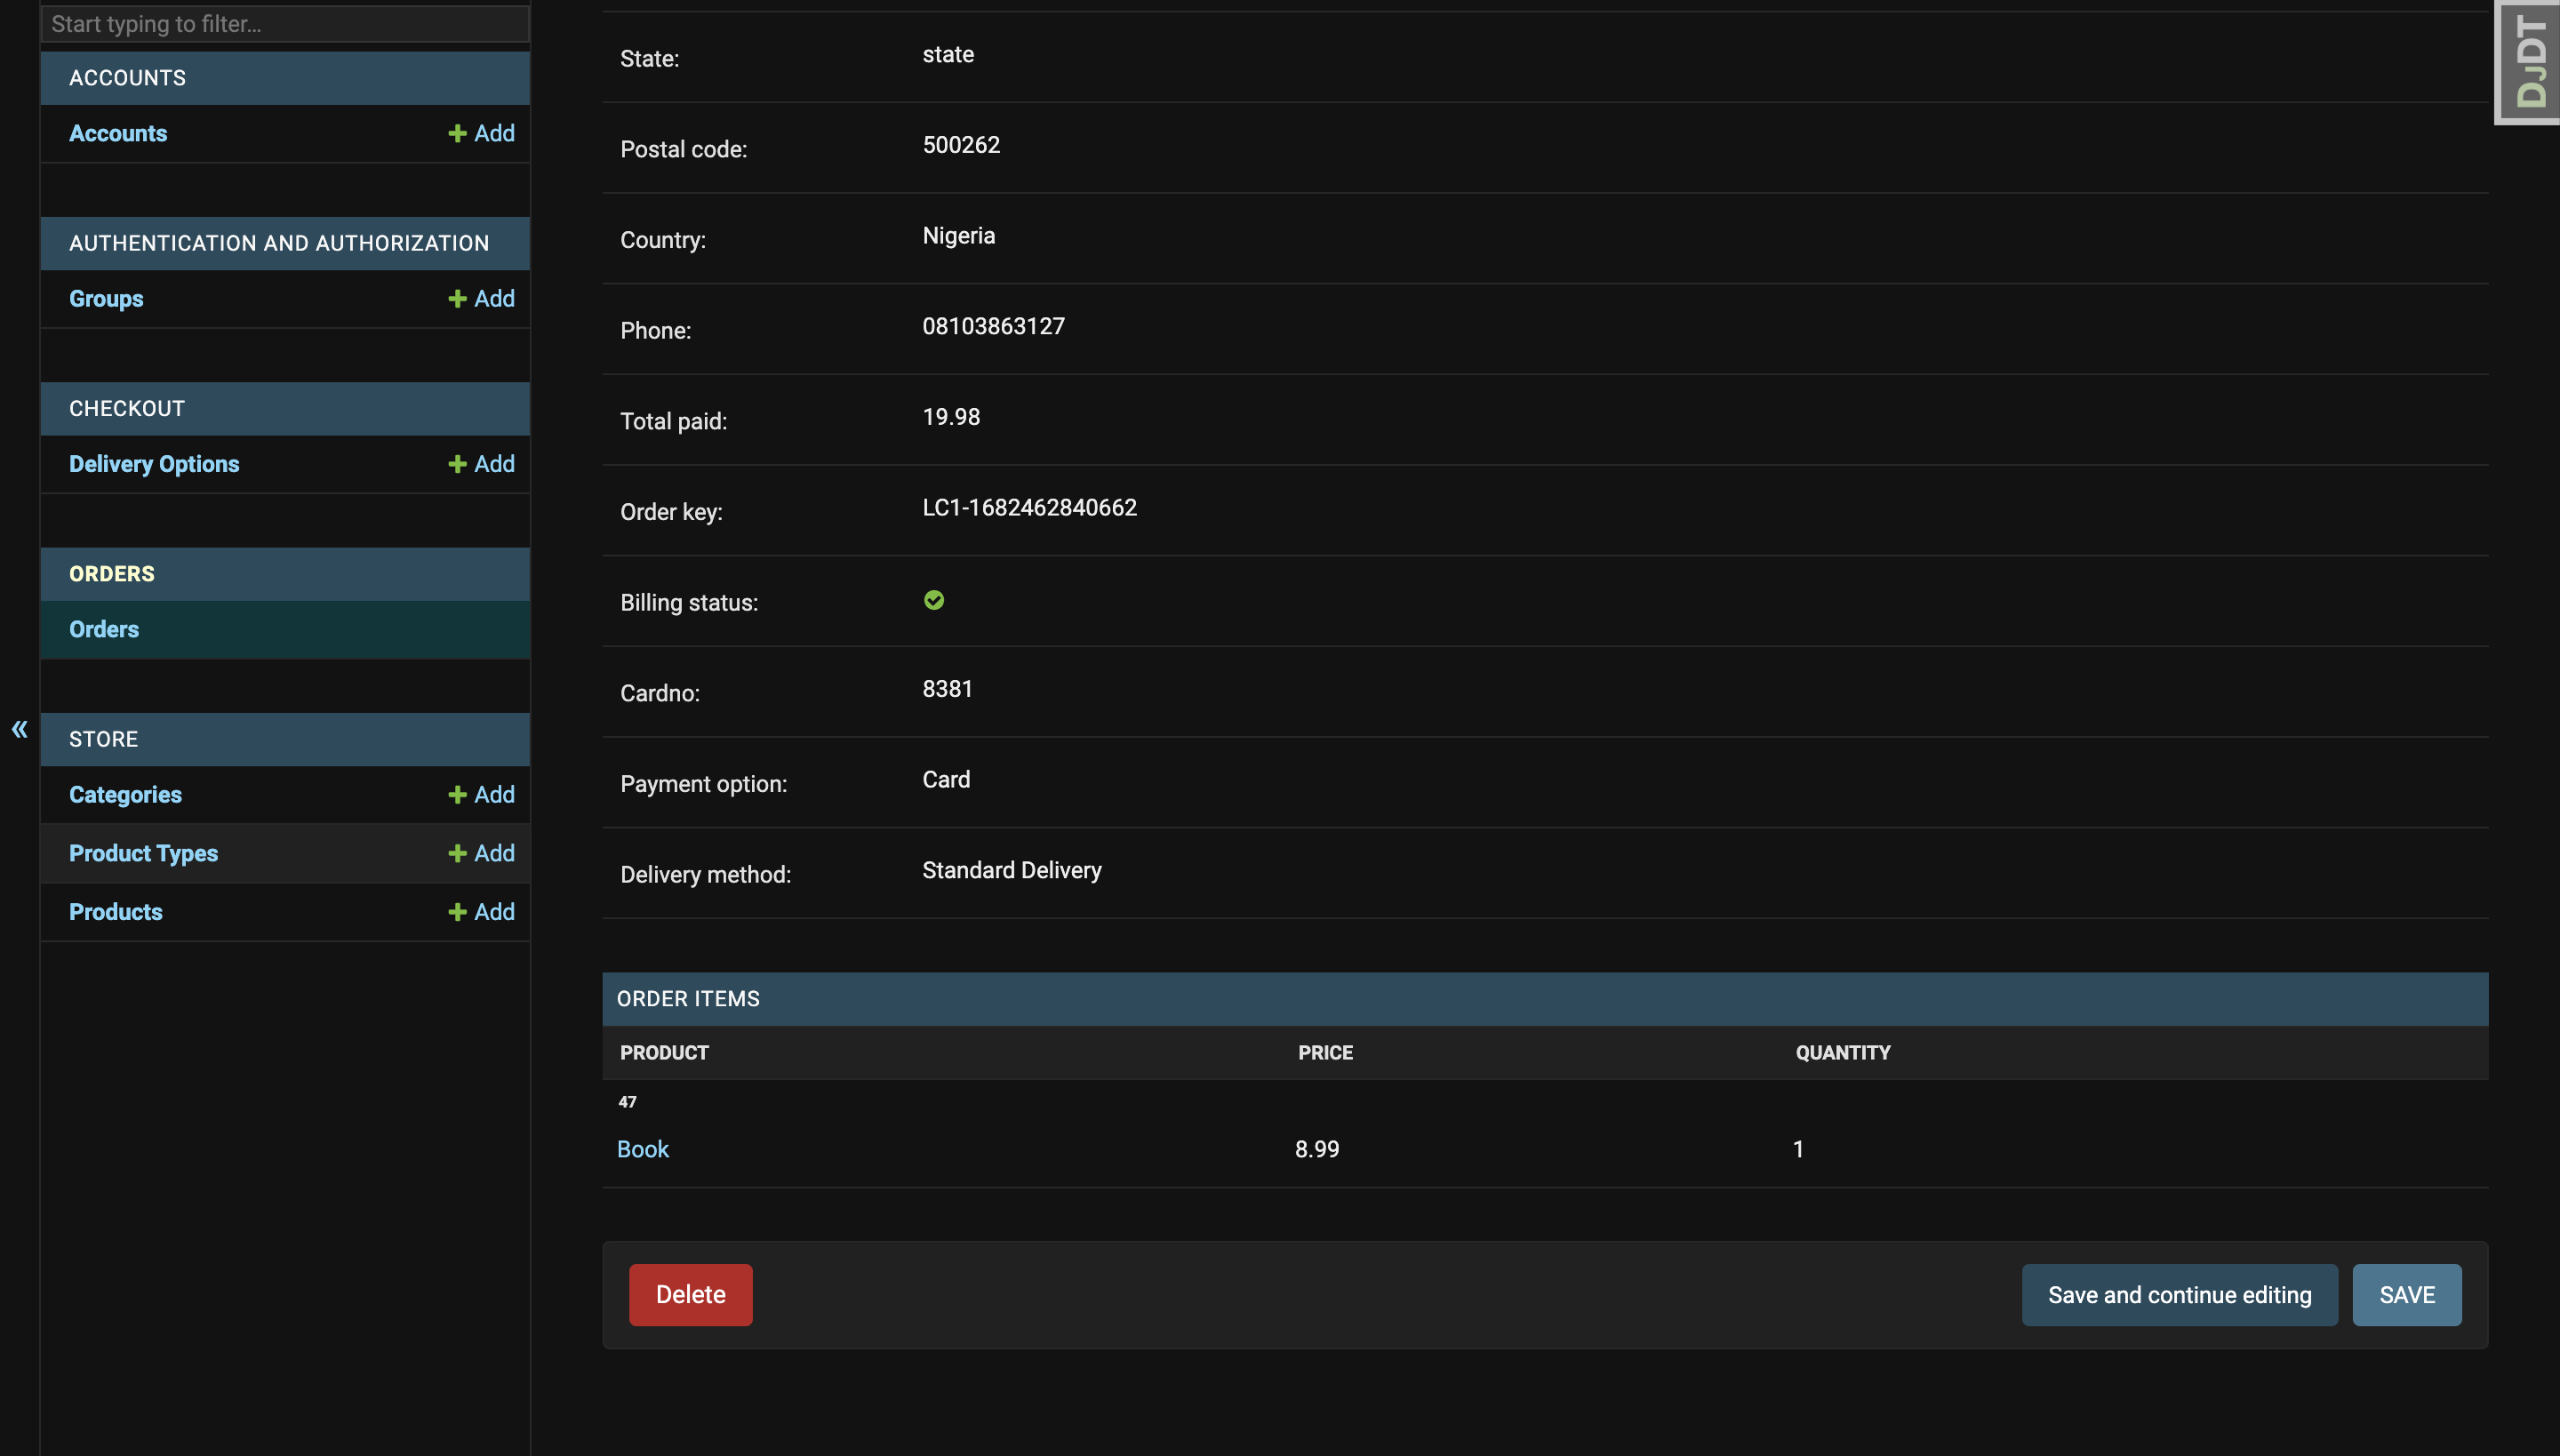 Start typing to filter...
ACCOUNTS
Accounts
Add
AUTHENTICATION AND AUTHORIZATION
Groups
Add
CHECKOUT
Delivery Options
Add
ORDERS
Orders
«
STORE
Categories
Add
Product Types
Add
Products
Add
State:
state
Postal code:
500262
Country:
Nigeria
Phone:
08103863127
Total paid:
19.98
Order key:
LC1-1682462840662
Billing status:
Cardno:
8381
Payment option:
Card
Delivery method:
Standard Delivery
ORDER ITEMS
PRODUCT
PRICE
QUANTITY
47
Book
8.99
1
Delete
Save and continue editing
SAVE
DJDT